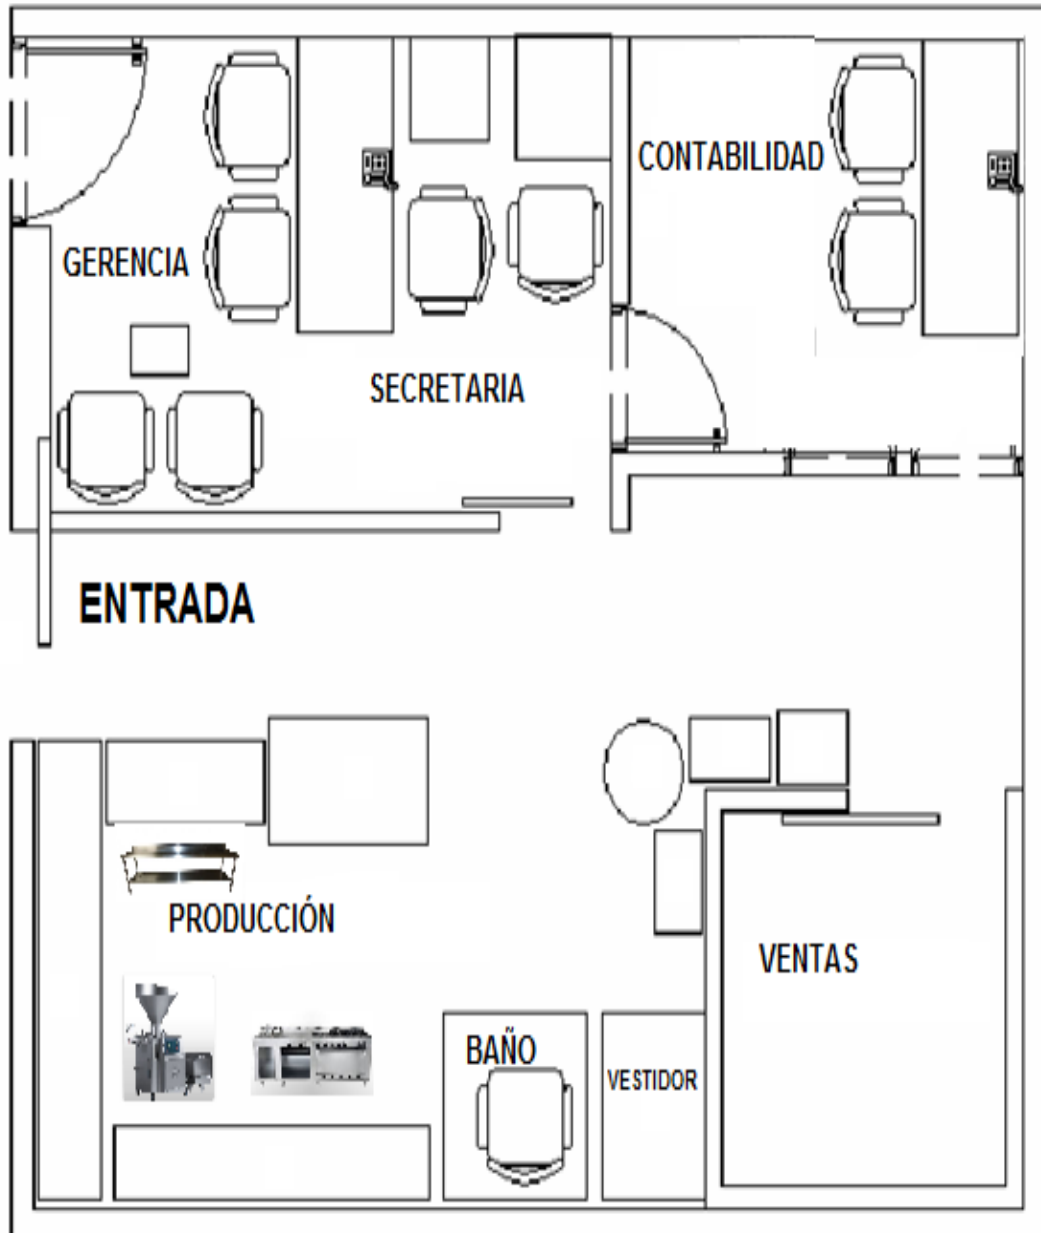 CONTABILIDAD
GERENCIA
SECRETARIA
ENTRADA
PRODUCCIÓN
VENTAS
BAÑO
VESTIDOR